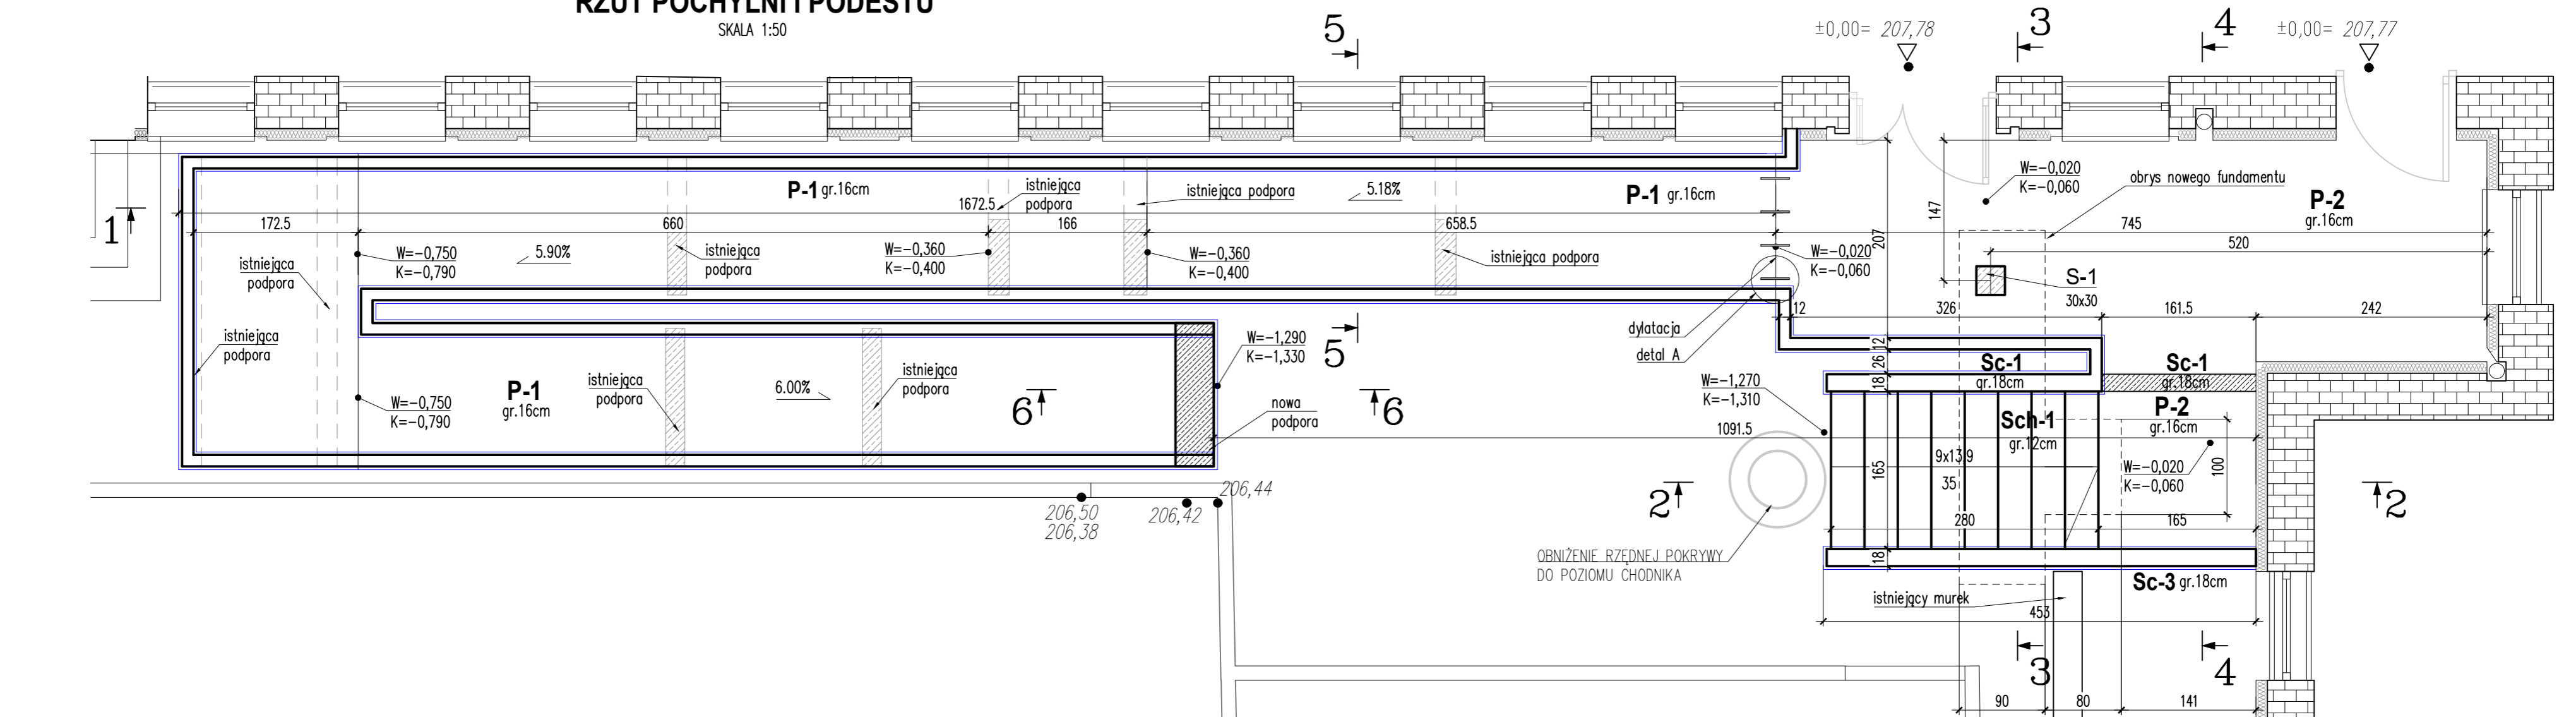 RZUT POCHYLNI I PODESTU
SKALA 1:50
5
±0,00= 207,78
3
4
±0,00= 207,77
P-1 gr.16cm
istniejąca
podpora
istniejąca podpora
5.18%
P-1 gr.16cm
W=-0,020
K=-0,060
obrys nowego fundamentu
P-2
gr.16cm
1
1672.5
172.5
660
166
658.5
147
207
745
520
istniejąca
podpora
W=-0,750
K=-0,790
5.90%
istniejąca
podpora
W=-0,360
K=-0,400
W=-0,360
K=-0,400
istniejąca podpora
W=-0,020
K=-0,060
S-1
30x30
12
326
161.5
242
istniejąca
podpora
W=-1,290
K=-1,330
5
dylatacja
detal A
12
26
18
Sc-1
gr.18cm
Sc-1
gr.18cm
P-1
gr.16cm
istniejąca
podpora
6.00%
istniejąca
podpora
W=-0,750
K=-0,790
6
nowa
podpora
6
W=-1,270
K=-1,310
1091.5
Sch-1
gr.12cm
P-2
gr.16cm
9x13,9
35
165
W=-0,020
K=-0,060
100
2
2
206,50
206,38
206,42
206,44
280
165
OBNIŻENIE RZĘDNEJ POKRYWY
DO POZIOMU CHODNIKA
18
Sc-3 gr.18cm
istniejący murek
453
3
4
90
80
141